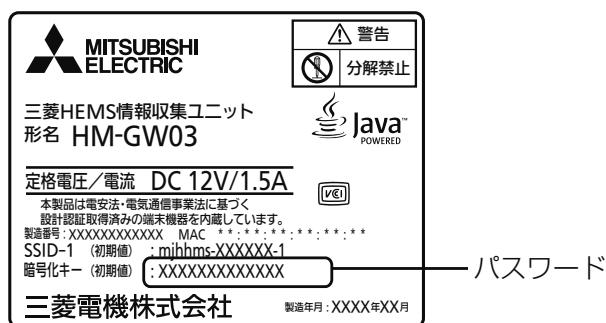 MITSUBISHI
ELECTRIC
警告
分解禁止
三菱HEMS情報収集ユニット
形名 HM-GW03
Java™
POWERED
定格電圧／電流 DC 12V/1.5A
本製品は電安法・電気通信事業法に基づく
設計認証取得済みの端末機器を内蔵しています。
VCI
製造番号：XXXXXXXXXXXX MAC **：**：**：**：**：**
SSID-1 （初期値） ：mjhhms-XXXXXX-1
暗号化キー（初期値） ：XXXXXXXXXXXXX
パスワード
三菱電機株式会社 製造年月：XXXX年XX月